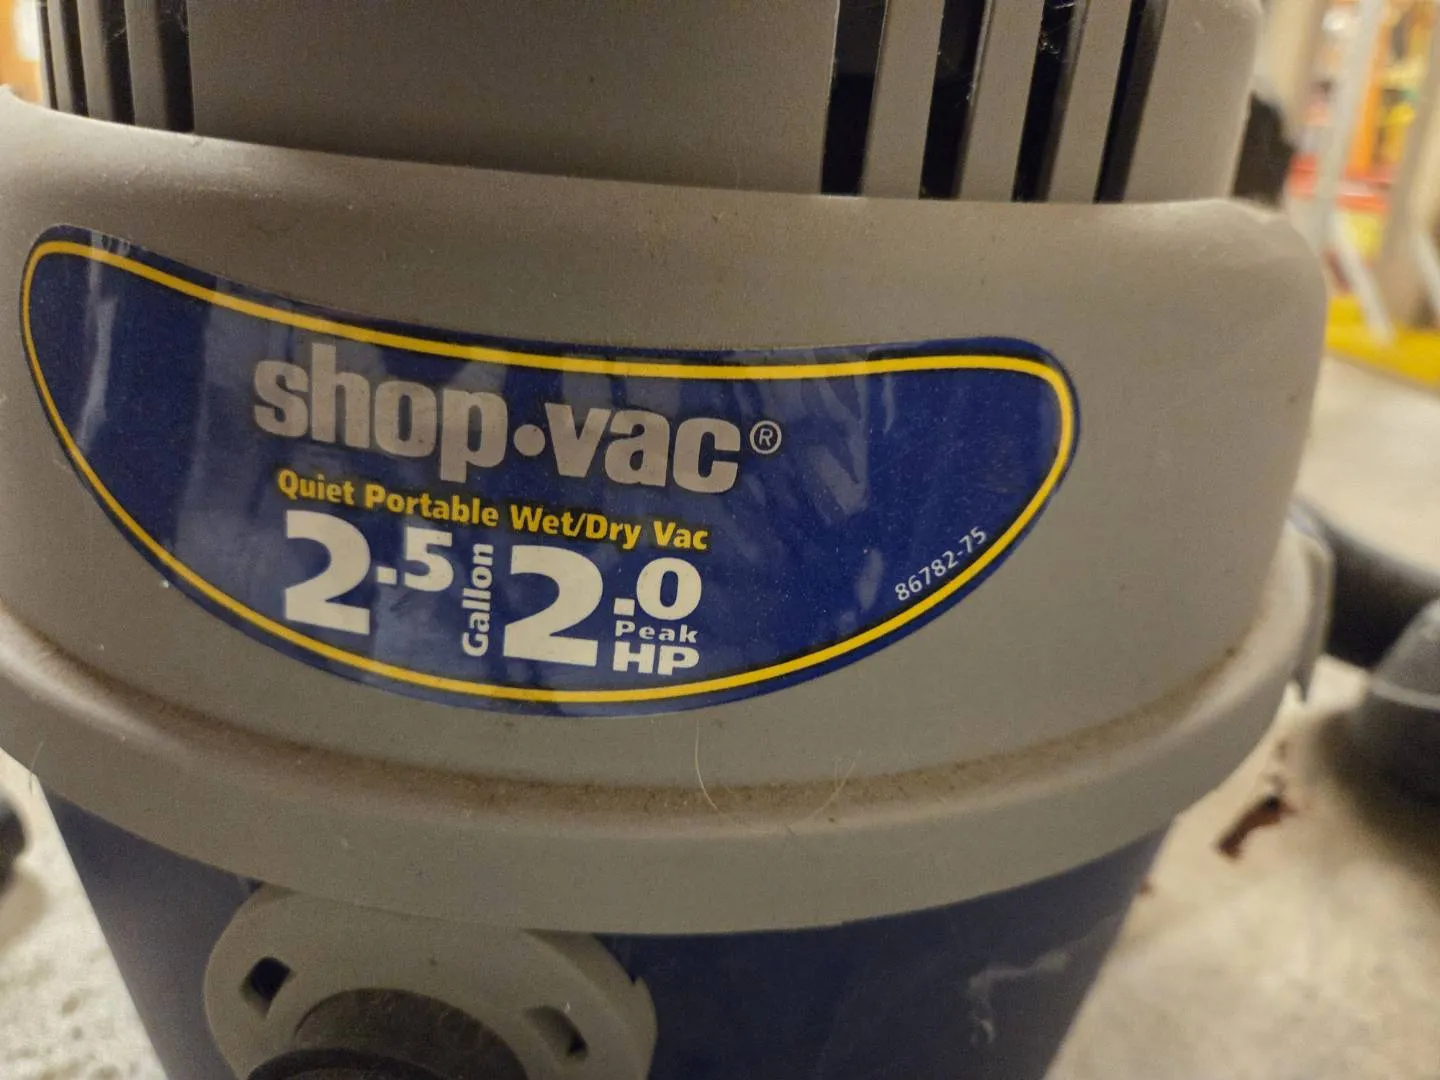 shop·vac®
Quiet Portable Wet/Dry Vac
2.5 Gallon 2.0 Peak HP
86782-75